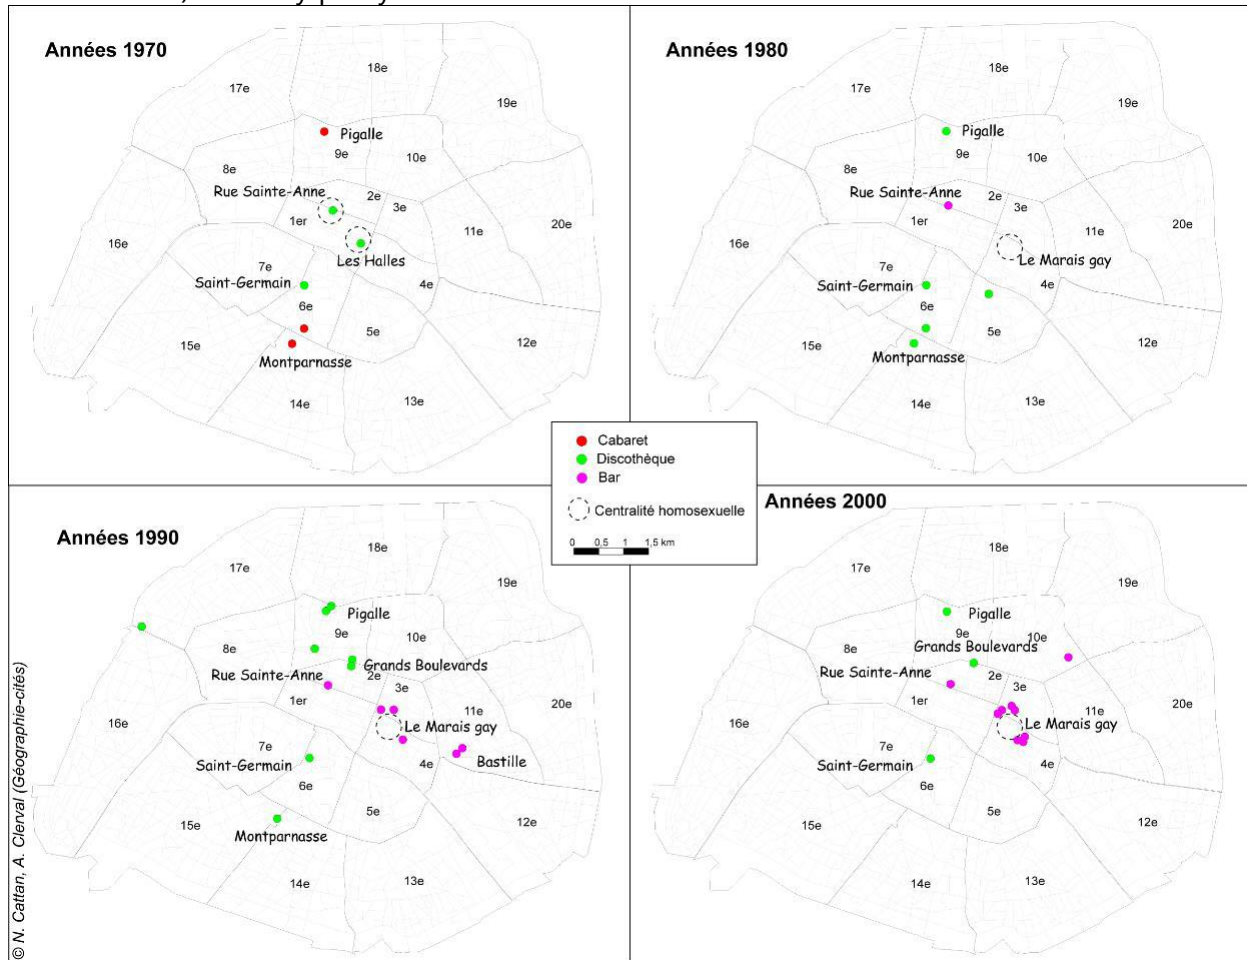 Années 1970
18e
17e
19e
Pigalle
9e
10e
8e
Rue Sainte-Anne
2e
3e
1er
20e
11e
16e
Les Halles
7e
Saint-Germain
4e
6e
5e
15e
12e
Montparnasse
14e
13e
Années 1980
18e
17e
19e
Pigalle
9e
10e
8e
Rue Sainte-Anne
2e
3e
1er
20e
11e
16e
Le Marais gay
7e
Saint-Germain
4e
6e
5e
15e
12e
Montparnasse
14e
13e
Cabaret
Discothèque
Bar
Centralité homosexuelle
0 0.5 1 1,5 km
Années 1990
18e
17e
19e
Pigalle
9e
10e
8e
Grands Boulevards
Rue Sainte-Anne
2e
3e
1er
20e
11e
16e
Le Marais gay
7e
Saint-Germain
4e
Bastille
6e
5e
15e
12e
Montparnasse
14e
13e
Années 2000
18e
17e
19e
Pigalle
9e
10e
Grands Boulevards
8e
Rue Sainte-Anne
2e
3e
1er
20e
11e
16e
Le Marais gay
7e
Saint-Germain
4e
6e
5e
15e
12e
14e
13e
© N. Cattan, A. Clerval (Géographie-cités)